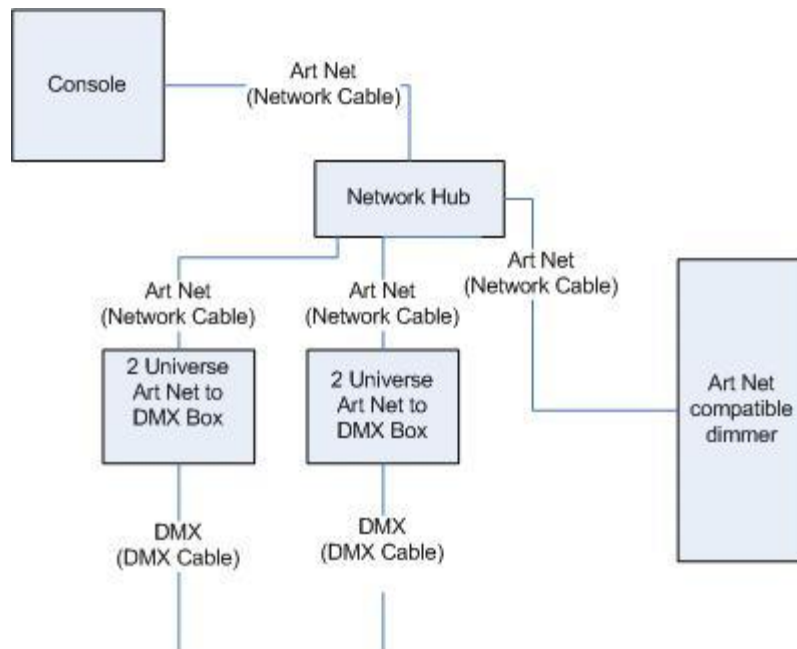 Console
Art Net
(Network Cable)
Network Hub
Art Net
(Network Cable)
Art Net
(Network Cable)
Art Net
(Network Cable)
2 Universe
Art Net to
DMX Box
2 Universe
Art Net to
DMX Box
Art Net
compatible
dimmer
DMX
(DMX Cable)
DMX
(DMX Cable)